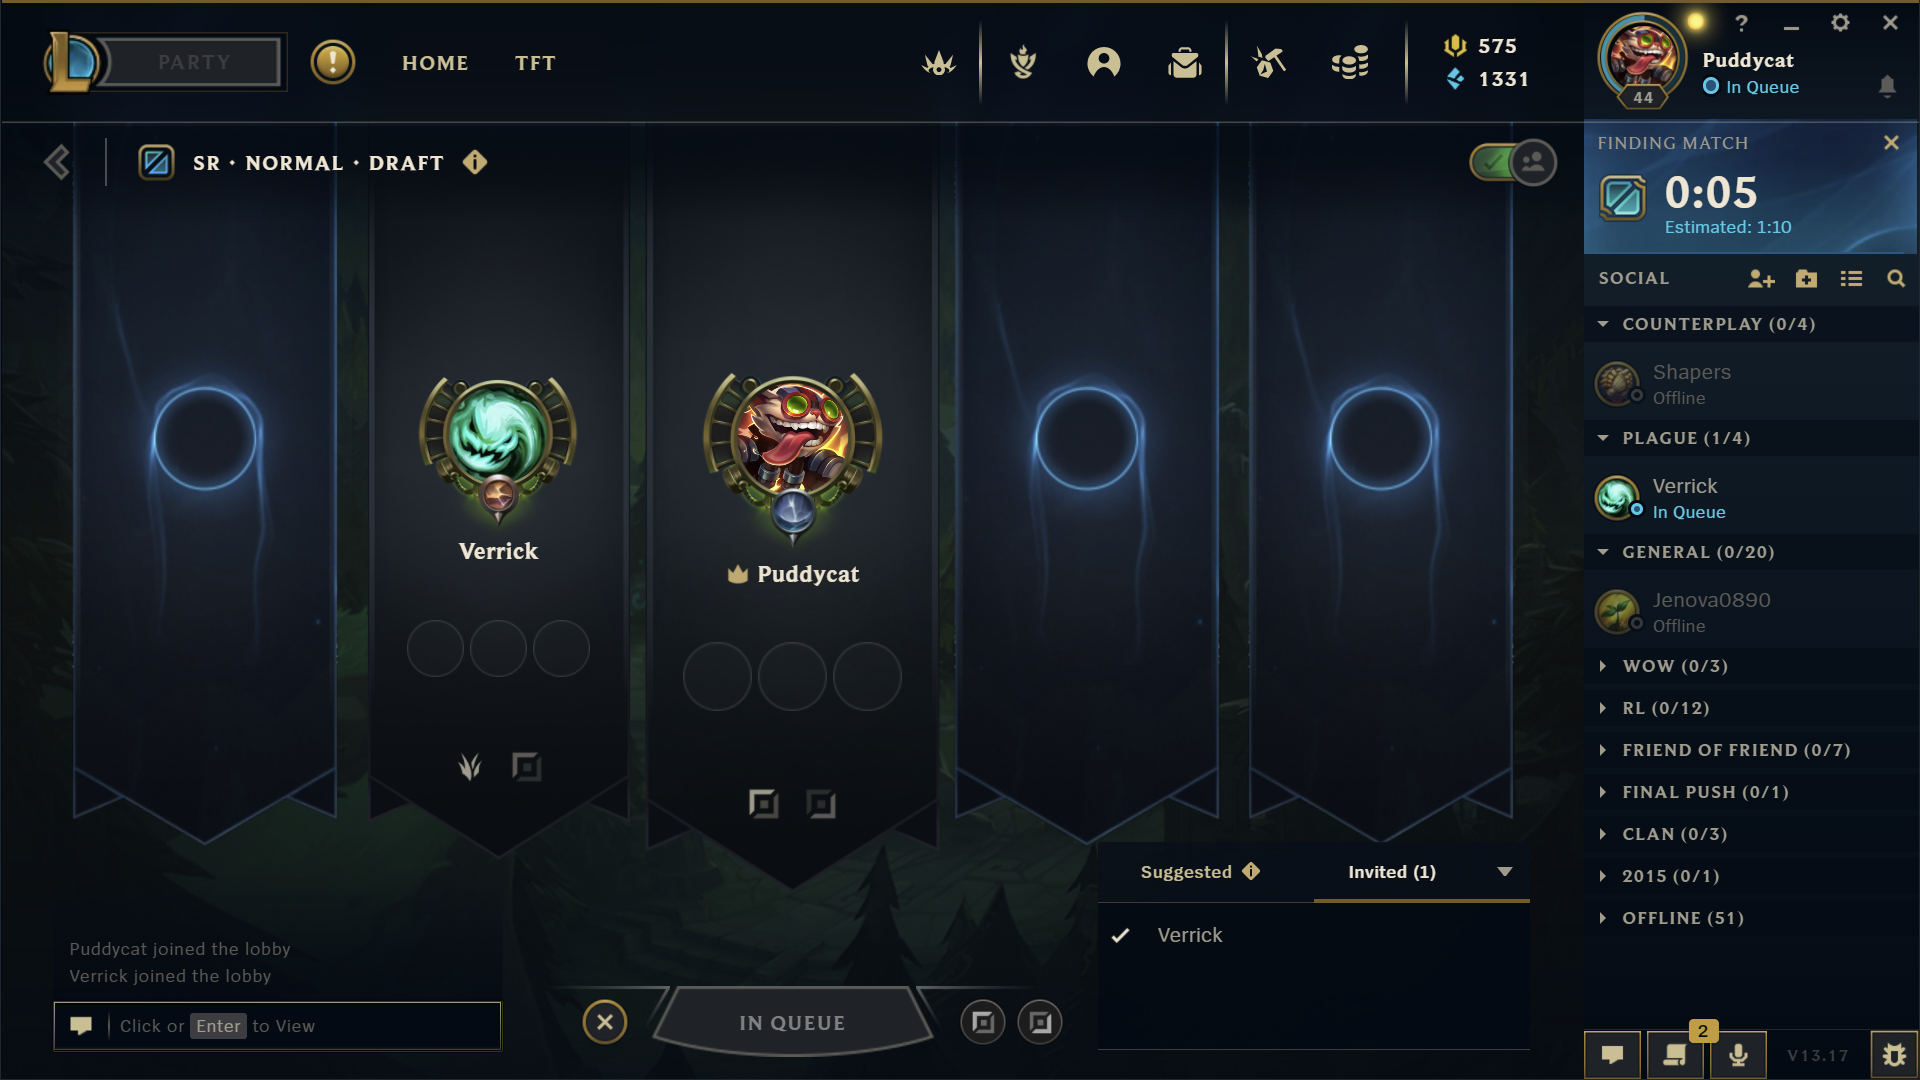 PARTY
HOME
TFT
575
1331
?
44
Puddycat
In Queue
SR • NORMAL • DRAFT
FINDING MATCH
0:05
Estimated: 1:10
SOCIAL
COUNTERPLAY (0/4)
Shapers
Offline
PLAGUE (1/4)
Verrick
In Queue
GENERAL (0/20)
Jenova0890
Offline
WOW (0/3)
RL (0/12)
FRIEND OF FRIEND (0/7)
FINAL PUSH (0/1)
CLAN (0/3)
2015 (0/1)
OFFLINE (51)
Verrick
Puddycat
Suggested
Invited (1)
Verrick
Puddycat joined the lobby
Verrick joined the lobby
Click or Enter to View
IN QUEUE
2
V13.17